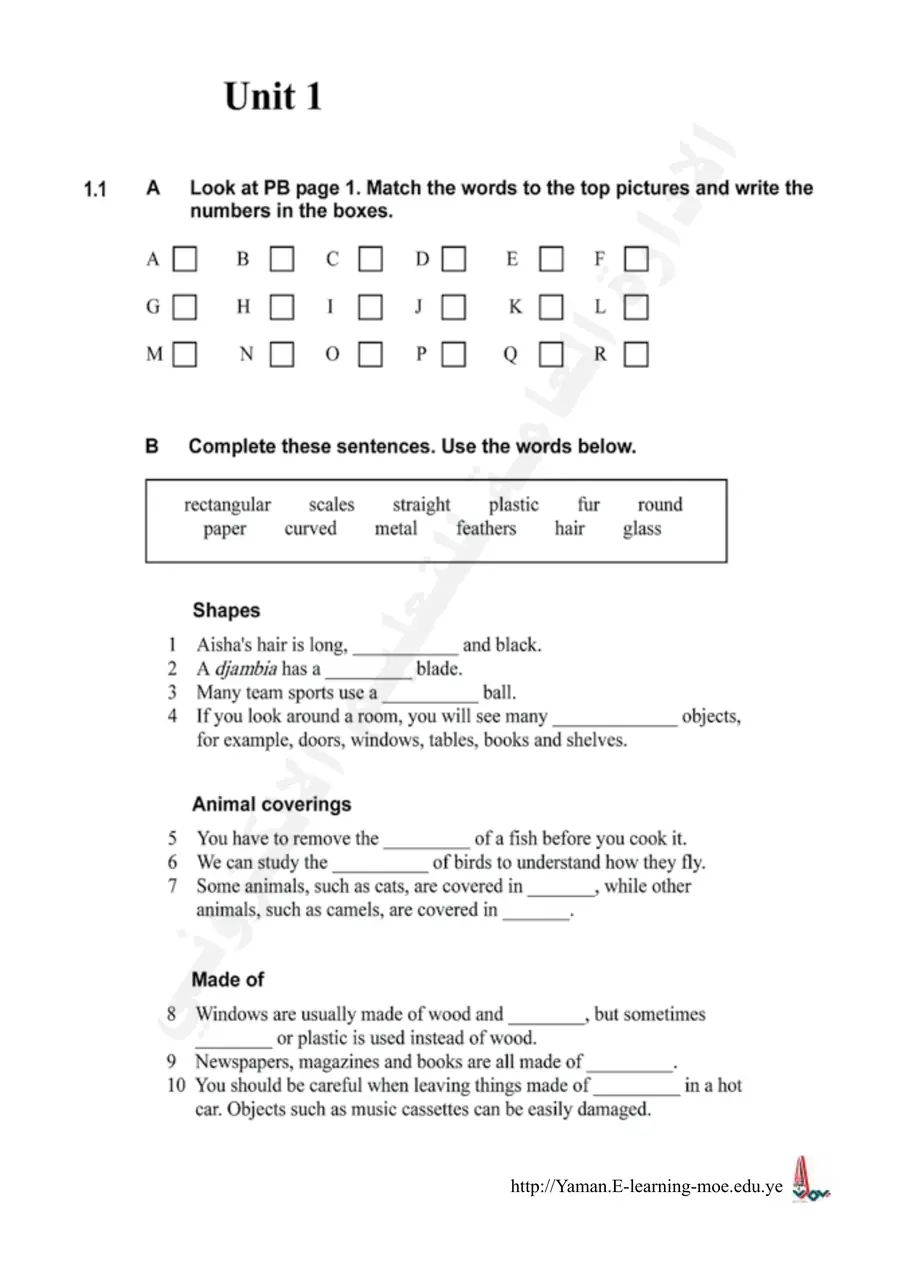 Unit 1
1.1 A Look at PB page 1. Match the words to the top pictures and write the
numbers in the boxes.
A B C D E F
G H I J K L
M N O P Q R
B Complete these sentences. Use the words below.
rectangular scales straight plastic fur round
paper curved metal feathers hair glass
Shapes
1 Aisha's hair is long, ___________ and black.
2 A djambia has a _________ blade.
3 Many team sports use a __________ ball.
4 If you look around a room, you will see many _____________ objects,
for example, doors, windows, tables, books and shelves.
Animal coverings
5 You have to remove the _________ of a fish before you cook it.
6 We can study the __________ of birds to understand how they fly.
7 Some animals, such as cats, are covered in _______, while other
animals, such as camels, are covered in _______.
Made of
8 Windows are usually made of wood and ________, but sometimes
________ or plastic is used instead of wood.
9 Newspapers, magazines and books are all made of _________.
10 You should be careful when leaving things made of _________ in a hot
car. Objects such as music cassettes can be easily damaged.
http://Yaman.E-learning-moe.edu.ye
الادارة العامة للتعليم الالكتروني